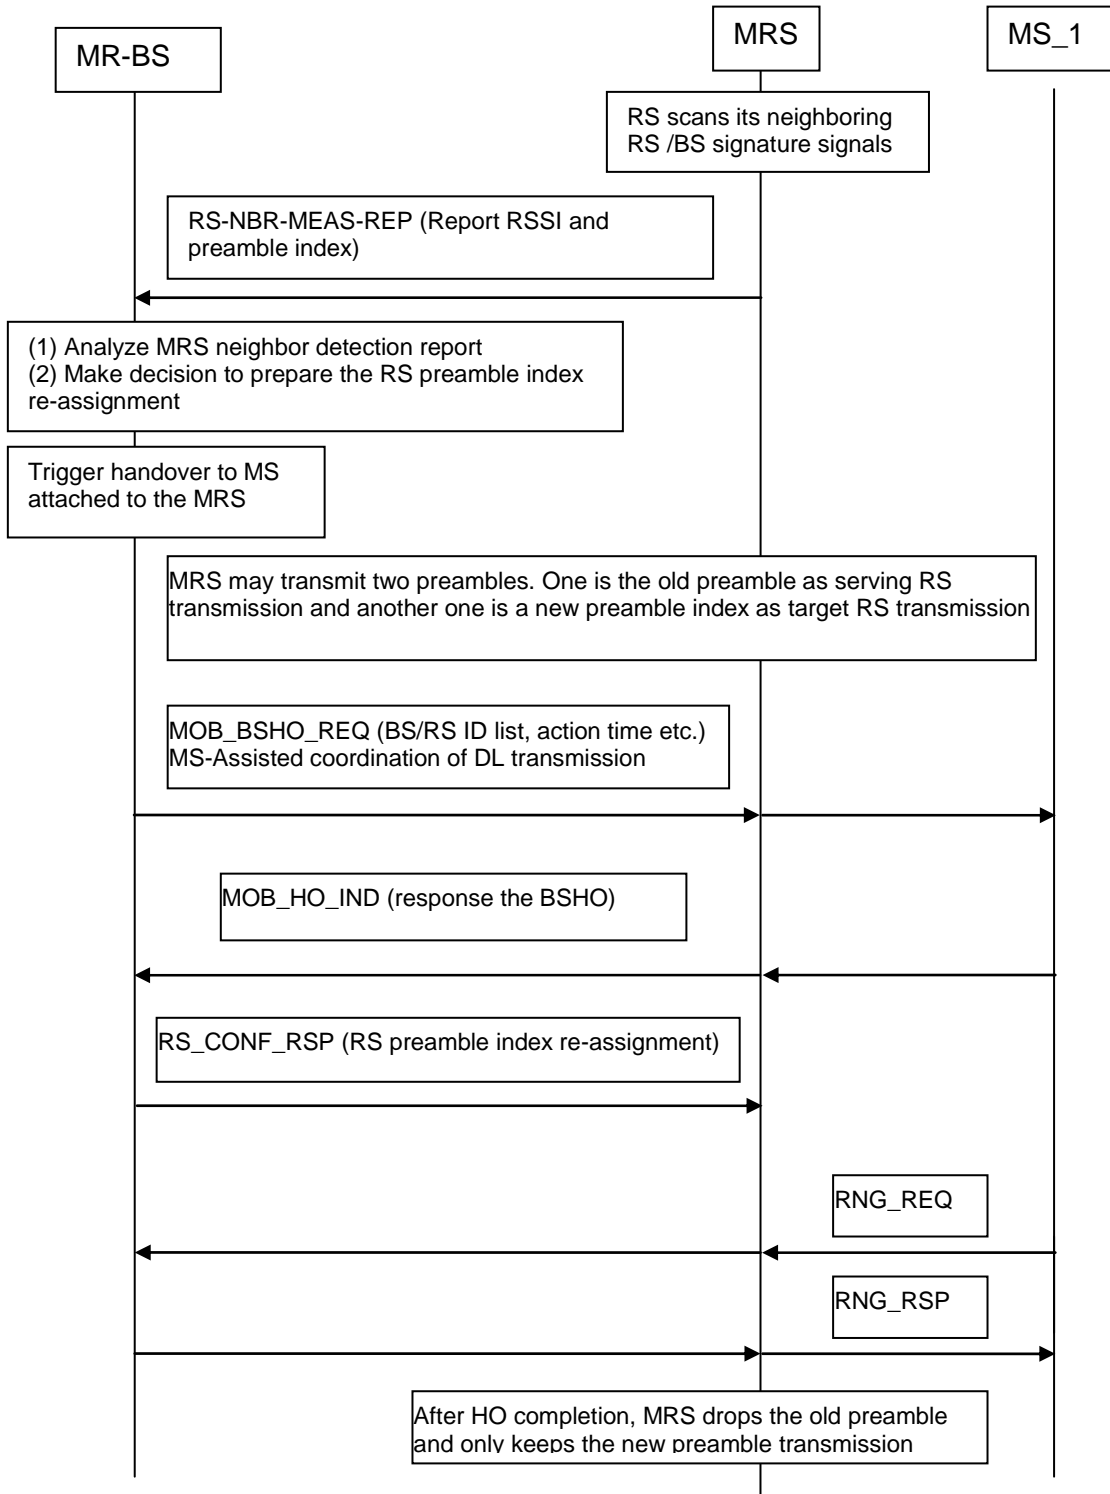 MR-BS
MRS
MS_1
RS scans its neighboring
RS /BS signature signals
RS-NBR-MEAS-REP (Report RSSI and
preamble index)
(1) Analyze MRS neighbor detection report
(2) Make decision to prepare the RS preamble index
re-assignment
Trigger handover to MS
attached to the MRS
MRS may transmit two preambles. One is the old preamble as serving RS
transmission and another one is a new preamble index as target RS transmission
MOB_BSHO_REQ (BS/RS ID list, action time etc.)
MS-Assisted coordination of DL transmission
MOB_HO_IND (response the BSHO)
RS_CONF_RSP (RS preamble index re-assignment)
RNG_REQ
RNG_RSP
After HO completion, MRS drops the old preamble
and only keeps the new preamble transmission